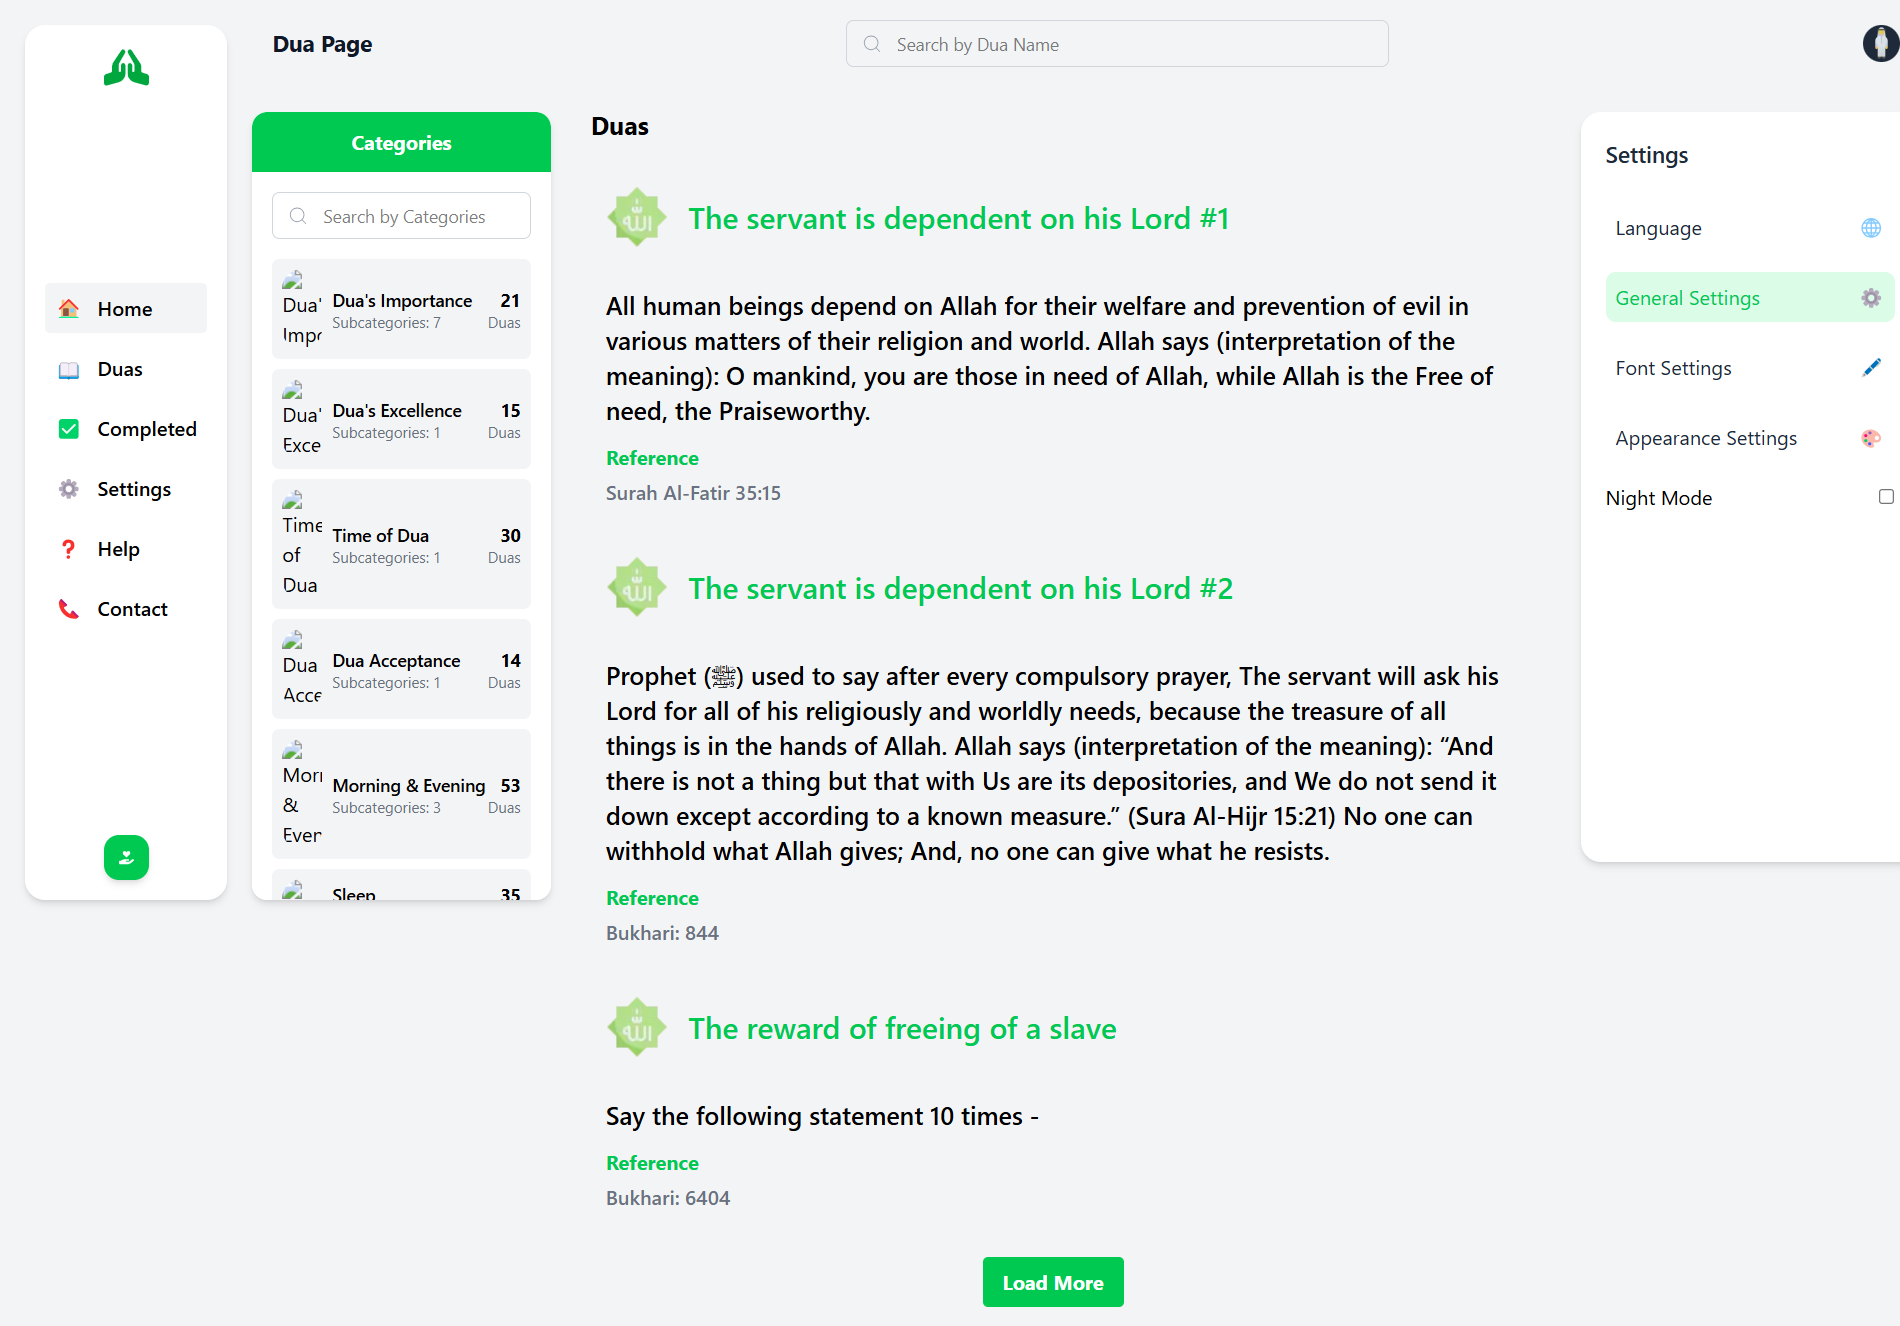 Dua Page
Search by Dua Name
Home
Duas
Completed
Settings
Help
Contact
Categories
Search by Categories
Dua'
Impo
Dua's Importance
Subcategories: 7
21
Duas
Dua'
Exce
Dua's Excellence
Subcategories: 1
15
Duas
Time
of
Dua
Time of Dua
Subcategories: 1
30
Duas
Dua
Acce
Dua Acceptance
Subcategories: 1
14
Duas
Morn
&
Even
Morning & Evening
Subcategories: 3
53
Duas
Sleep
35
Duas
الله
The servant is dependent on his Lord #1
All human beings depend on Allah for their welfare and prevention of evil in
various matters of their religion and world. Allah says (interpretation of the
meaning): O mankind, you are those in need of Allah, while Allah is the Free of
need, the Praiseworthy.
Reference
Surah Al-Fatir 35:15
الله
The servant is dependent on his Lord #2
Prophet (ﷺ) used to say after every compulsory prayer, The servant will ask his
Lord for all of his religiously and worldly needs, because the treasure of all
things is in the hands of Allah. Allah says (interpretation of the meaning): “And
there is not a thing but that with Us are its depositories, and We do not send it
down except according to a known measure.” (Sura Al-Hijr 15:21) No one can
withhold what Allah gives; And, no one can give what he resists.
Reference
Bukhari: 844
الله
The reward of freeing of a slave
Say the following statement 10 times -
Reference
Bukhari: 6404
Load More
Settings
Language
General Settings
Font Settings
Appearance Settings
Night Mode